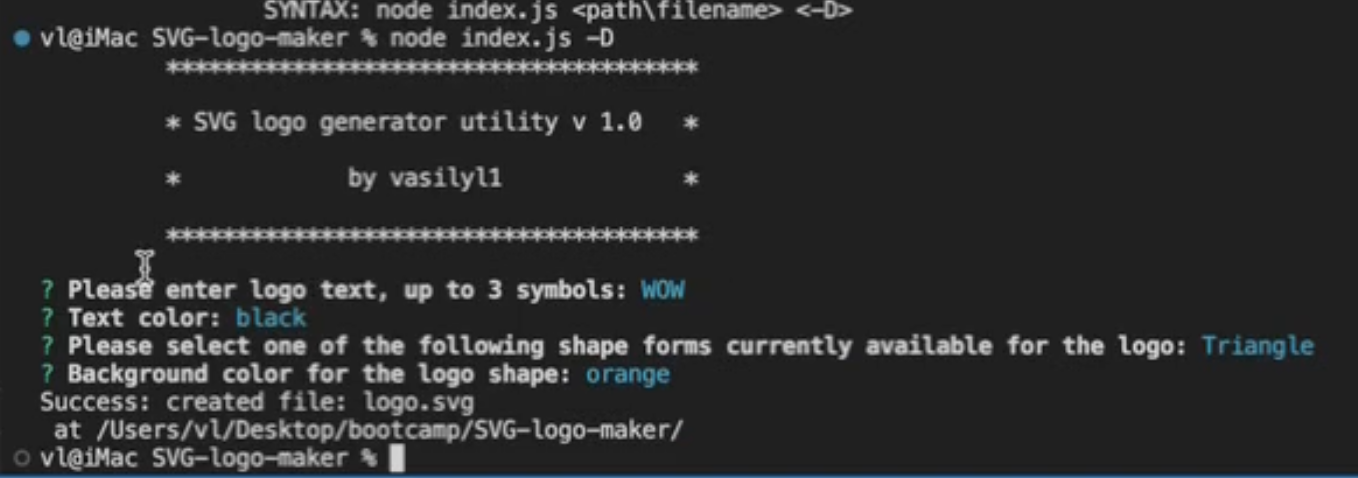 SYNTAX: node index.js <path\filename> <-D>
vl@iMac SVG-logo-maker % node index.js -D
**************************************
* SVG logo generator utility v 1.0 *
* by vasilyl1 *
**************************************
? Please enter logo text, up to 3 symbols: WOW
? Text color: black
? Please select one of the following shape forms currently available for the logo: Triangle
? Background color for the logo shape: orange
Success: created file: logo.svg
at /Users/vl/Desktop/bootcamp/SVG-logo-maker/
vl@iMac SVG-logo-maker %